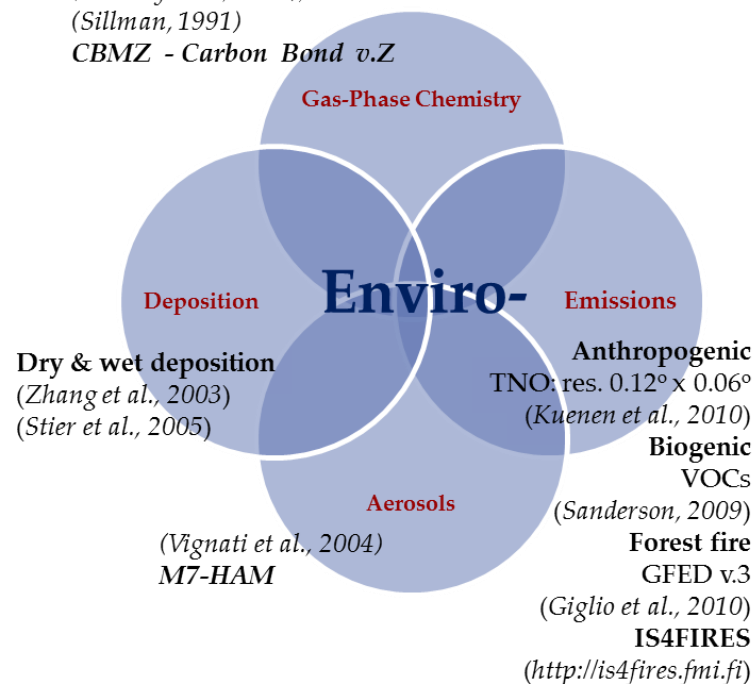 (Sillman, 1991)
CBMZ - Carbon Bond v.Z
Gas-Phase Chemistry
Deposition
Enviro-
Emissions
Dry & wet deposition
(Zhang et al., 2003)
(Stier et al., 2005)
Anthropogenic
TNO: res. 0.12º x 0.06º
(Kuenen et al., 2010)
Biogenic
VOCs
(Sanderson, 2009)
Forest fire
GFED v.3
(Giglio et al., 2010)
IS4FIRES
(http://is4fires.fmi.fi)
Aerosols
(Vignati et al., 2004)
M7-HAM